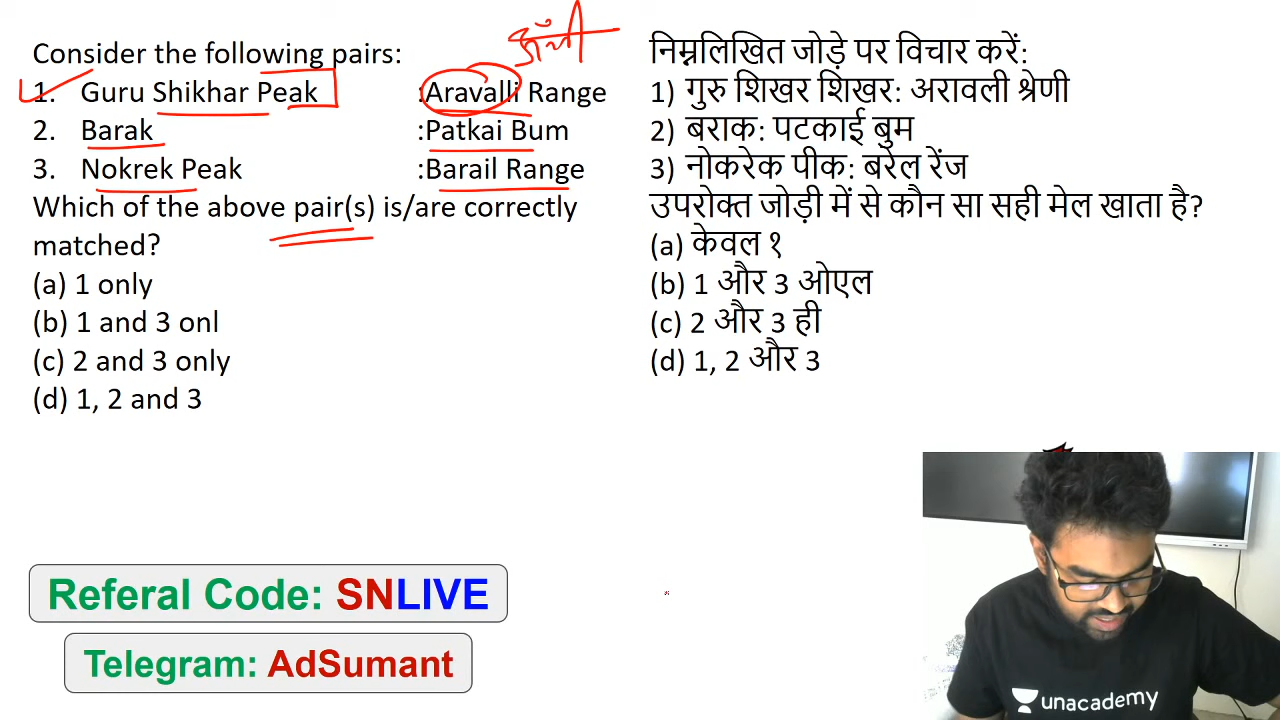 Consider the following pairs:
1. Guru Shikhar Peak :Aravalli Range
2. Barak :Patkai Bum
3. Nokrek Peak :Barail Range
Which of the above pair(s) is/are correctly
matched?
(a) 1 only
(b) 1 and 3 onl
(c) 2 and 3 only
(d) 1, 2 and 3
निम्नलिखित जोड़े पर विचार करें:
1) गुरु शिखर शिखर: अरावली श्रेणी
2) बराक: पटकाई बुम
3) नोकरेक पीक: बरेल रेंज
उपरोक्त जोड़ी में से कौन सा सही मेल खाता है?
(a) केवल १
(b) 1 और 3 ओएल
(c) 2 और 3 ही
(d) 1, 2 और 3
Referal Code: SNLIVE
Telegram: AdSumant
unacademy